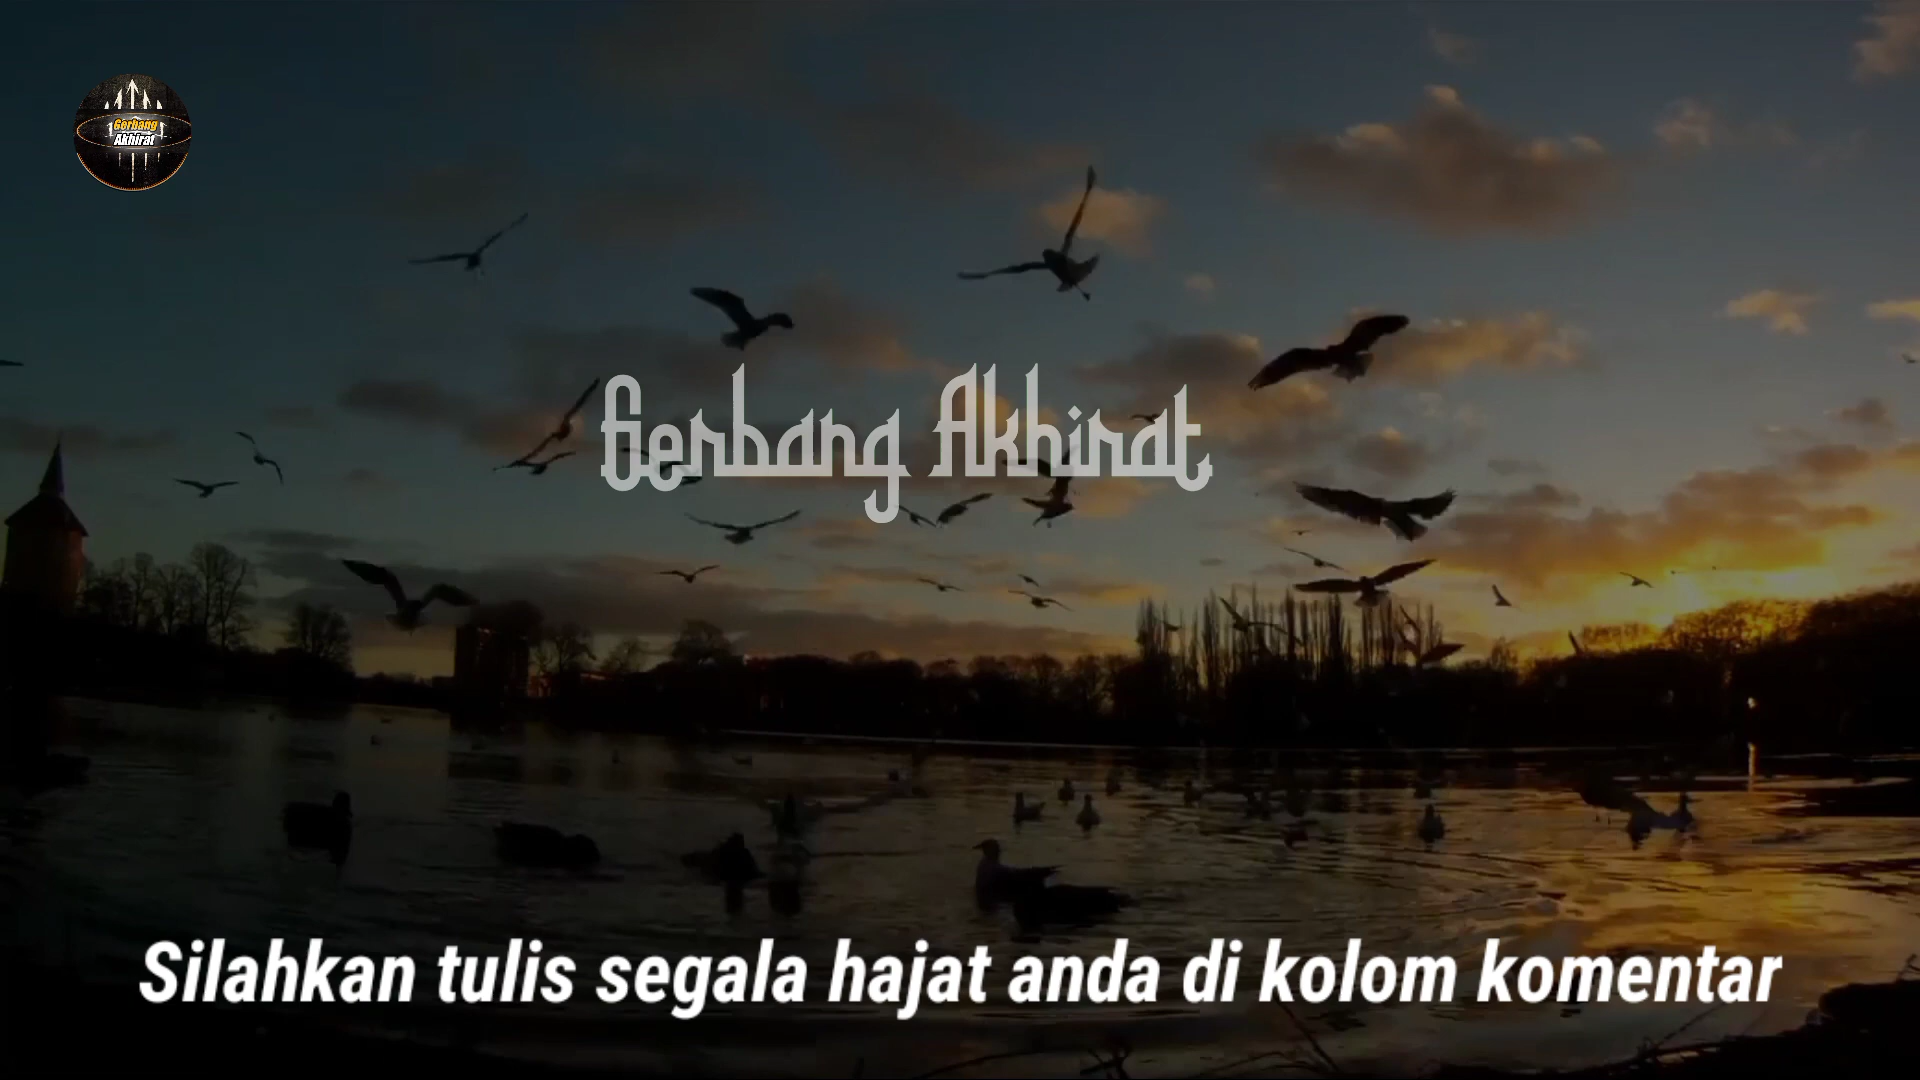 Gerbang
Akhirat
Gerbang Akhirat
Silahkan tulis segala hajat anda di kolom komentar